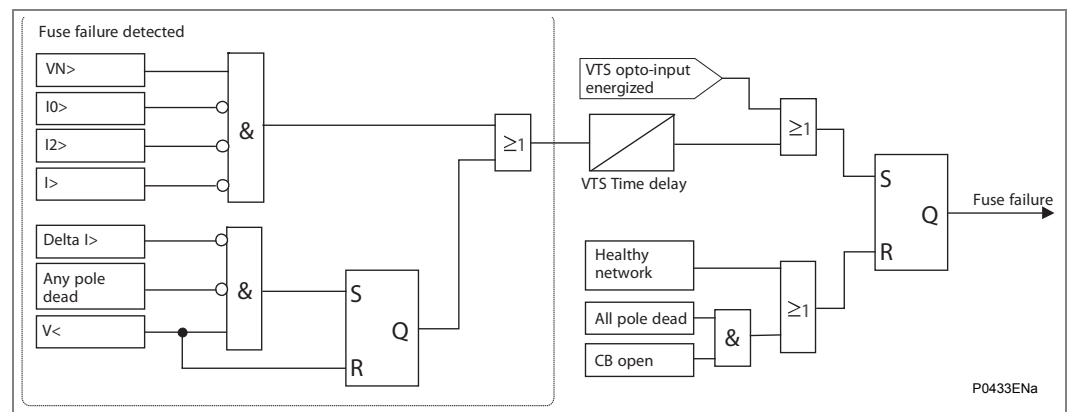 Fuse failure detected
VN>
I0>
I2>
I>
&
Delta I>
Any pole
dead
V<
&
S
Q
R
≥1
VTS opto-input
energized
VTS Time delay
≥1
Healthy
network
All pole dead
CB open
&
≥1
S
Q
R
Fuse failure
P0433ENa